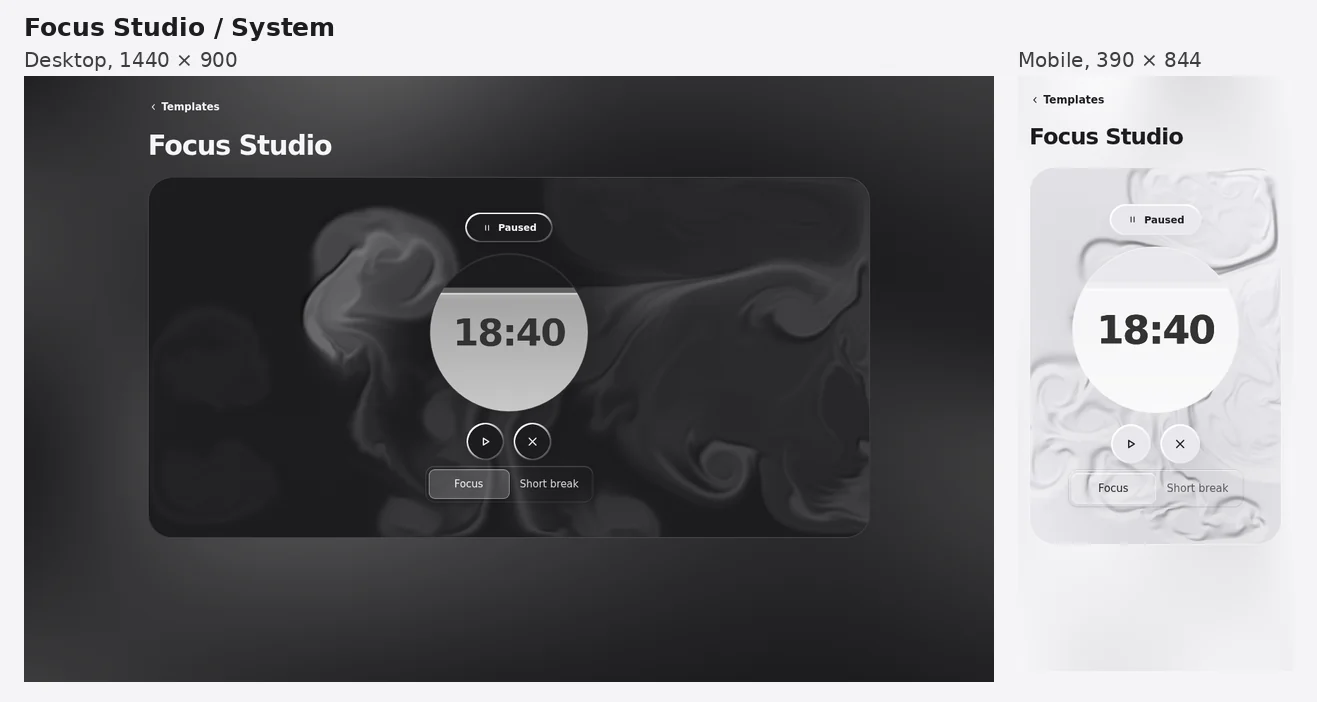 Focus Studio / System
Desktop, 1440 × 900
‹ Templates
Focus Studio
Paused
18:40
Focus Short break
Mobile, 390 × 844
‹ Templates
Focus Studio
Paused
18:40
Focus Short break